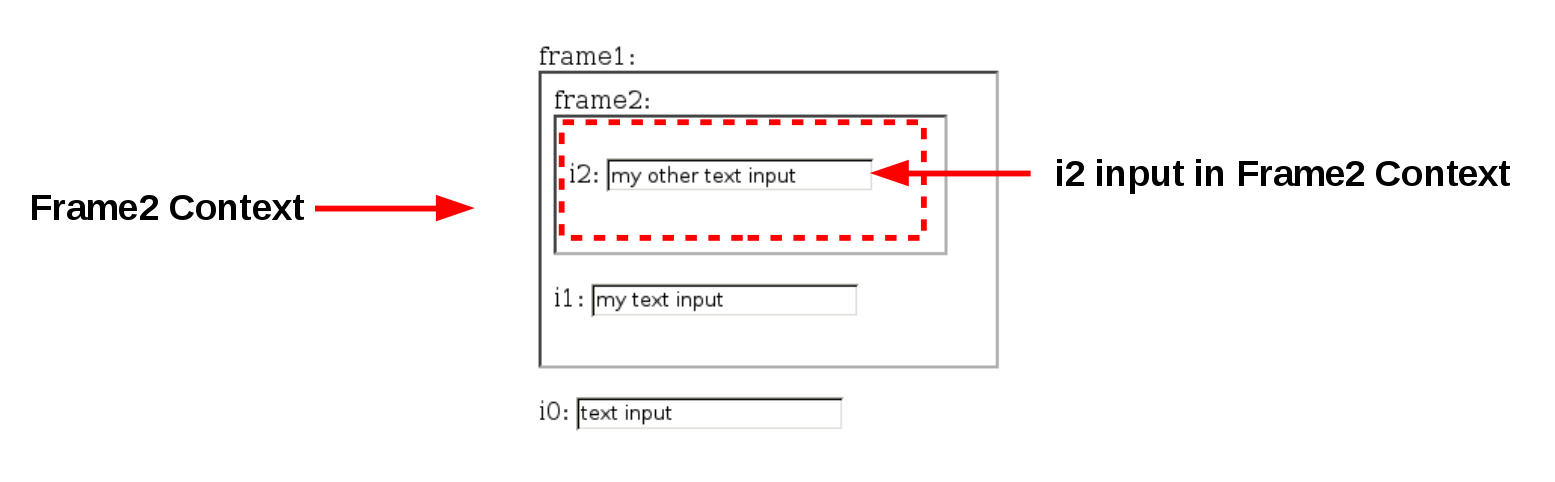 frame1:
frame2:
i2: my other text input
i2 input in Frame2 Context
Frame2 Context
i1: my text input
i0: text input